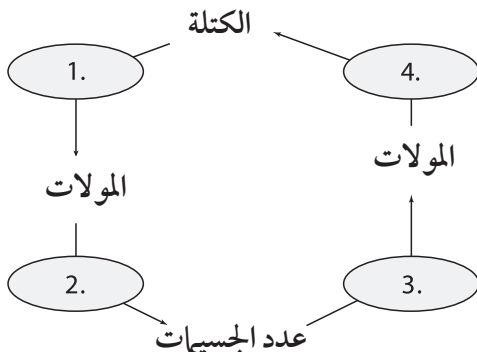 الكتلة
1.
4.
المولات
المولات
2.
3.
عدد الجسيمات